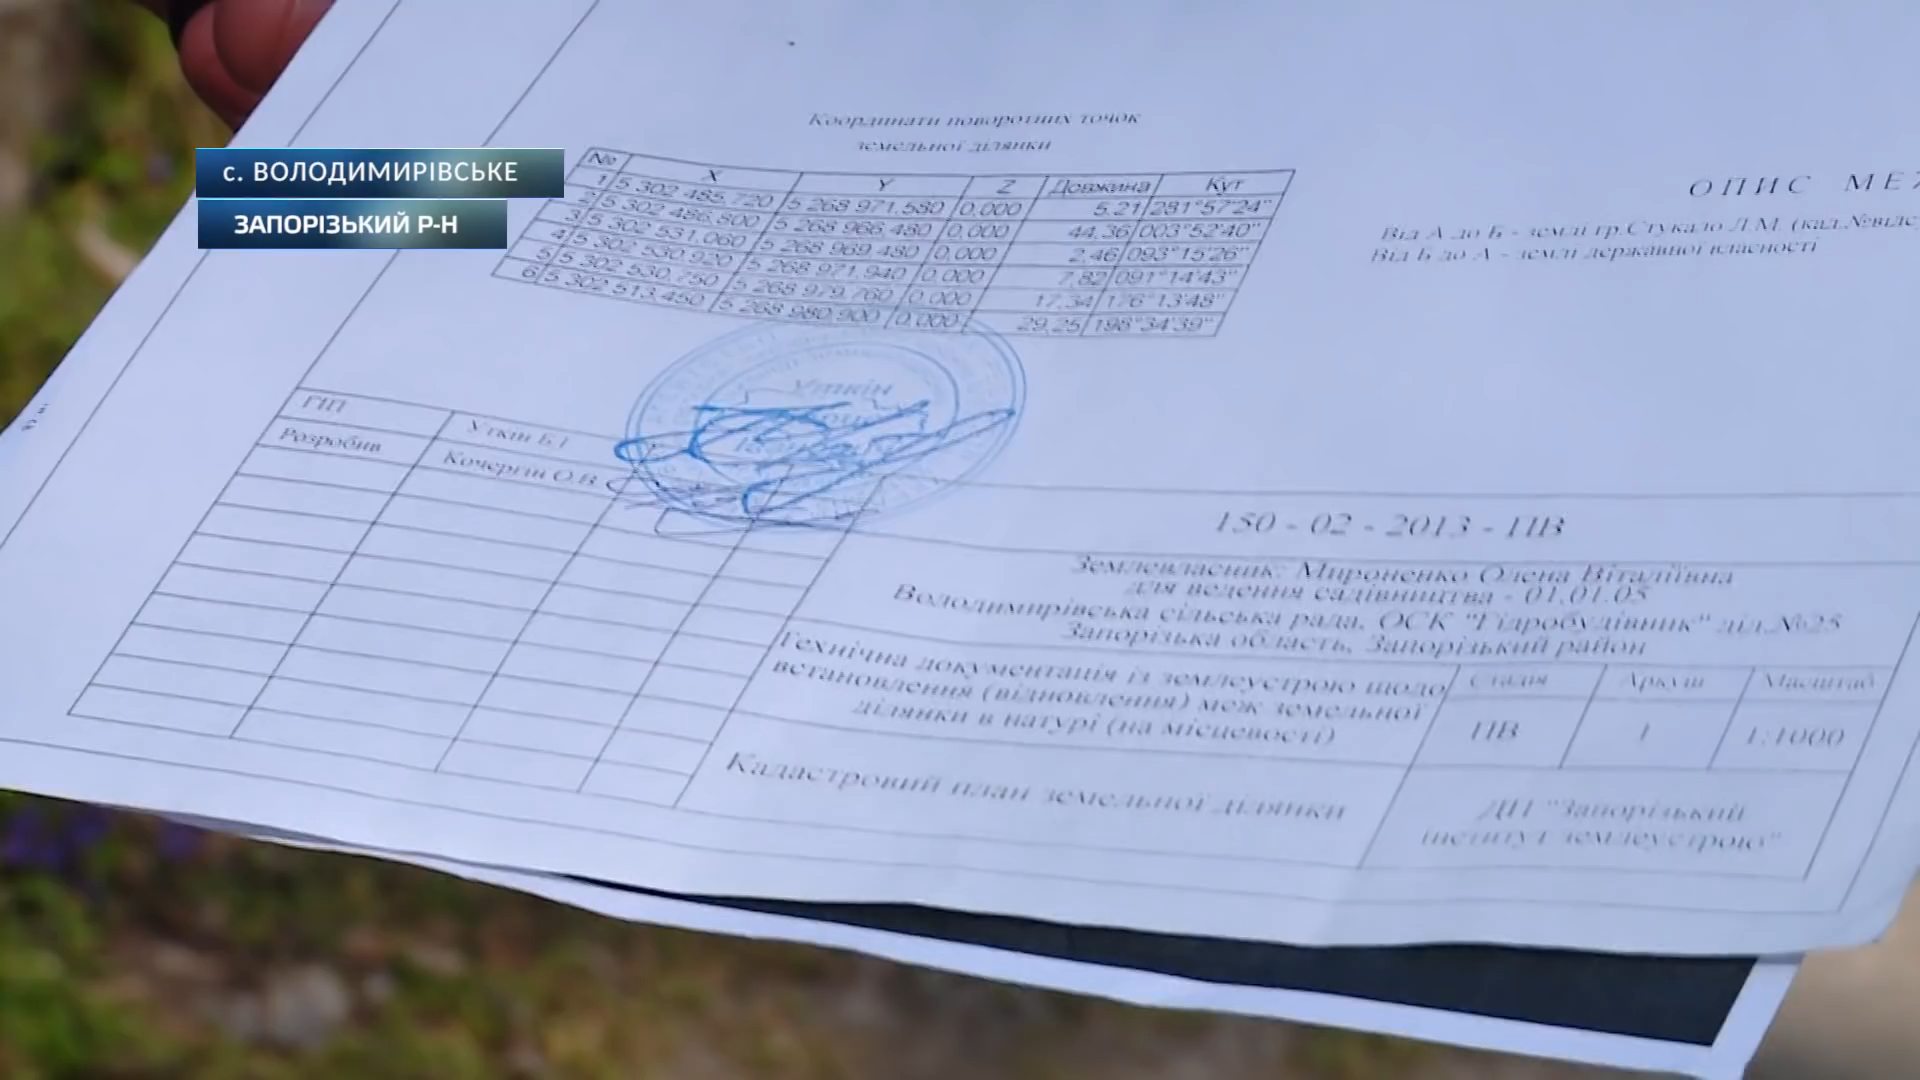 с. ВОЛОДИМИРІВСЬКЕ
ЗАПОРІЗЬКИЙ Р-Н
Координати поворотних точок
земельної ділянки
№ X Y Z Довжина Кут
1 5 302 485.720 5 268 971.580 0.000 5.21 281°57'24"
2 5 302 486.800 5 268 966.480 0.000 44.36 003°52'40"
3 5 302 531.060 5 268 969.480 0.000 2.46 093°15'26"
4 5 302 530.920 5 268 971.940 0.000 7.82 091°14'43"
5 5 302 530.750 5 268 979.760 0.000 17.34 176°13'48"
6 5 302 513.450 5 268 980.900 0.000 29.25 198°34'39"
ОПИС МЕЖ
Від А до Б - землі гр.Стукало Л.М. (кад.№відс
Від Б до А - землі державної власності
Уткін
ГІП Уткін Б.І
Розробив Кочергін О.В
150 - 02 - 2013 - ПВ
Землевласник: Мироненко Олена Віталіївна
для ведення садівництва - 01.01.05
Володимирівська сільська рада, ОСК "Гідробудівник" діл.№25
Запорізька область, Запорізький район
Технічна документація із землеустрою щодо
встановлення (відновлення) меж земельної
ділянки в натурі (на місцевості)
Стадія Аркуш Масштаб
ПВ 1 1:1000
Кадастровий план земельної ділянки
ДП "Запорізький
інститут землеустрою"